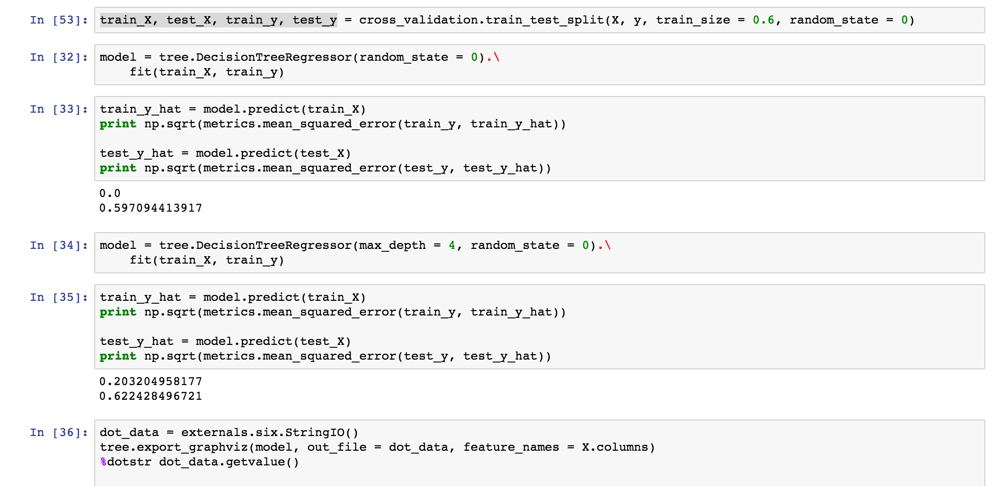 In [53]: train_X, test_X, train_y, test_y = cross_validation.train_test_split(X, y, train_size = 0.6, random_state = 0)
In [32]: model = tree.DecisionTreeRegressor(random_state = 0).\
    fit(train_X, train_y)
In [33]: train_y_hat = model.predict(train_X)
print np.sqrt(metrics.mean_squared_error(train_y, train_y_hat))
test_y_hat = model.predict(test_X)
print np.sqrt(metrics.mean_squared_error(test_y, test_y_hat))
0.0
0.597094413917
In [34]: model = tree.DecisionTreeRegressor(max_depth = 4, random_state = 0).\
    fit(train_X, train_y)
In [35]: train_y_hat = model.predict(train_X)
print np.sqrt(metrics.mean_squared_error(train_y, train_y_hat))
test_y_hat = model.predict(test_X)
print np.sqrt(metrics.mean_squared_error(test_y, test_y_hat))
0.203204958177
0.622428496721
In [36]: dot_data = externals.six.StringIO()
tree.export_graphviz(model, out_file = dot_data, feature_names = X.columns)
%dotstr dot_data.getvalue()